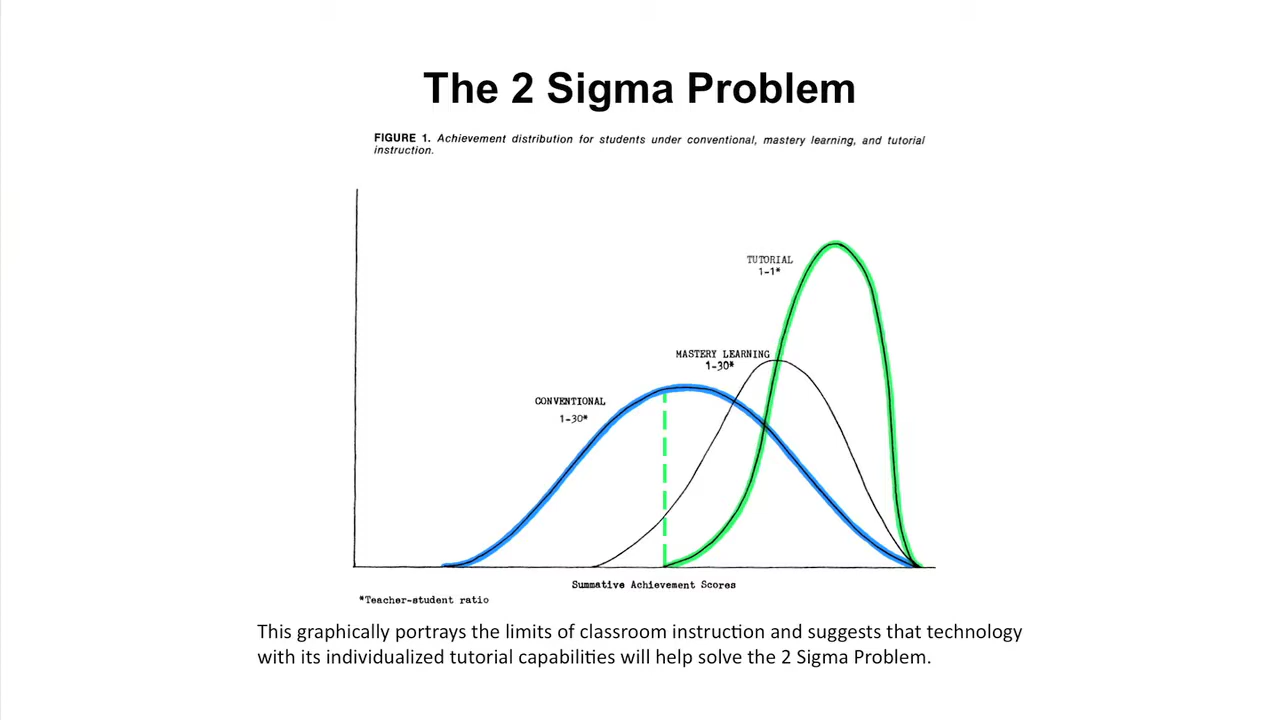 The 2 Sigma Problem
FIGURE 1. Achievement distribution for students under conventional, mastery learning, and tutorial
instruction.
TUTORIAL
1-1*
MASTERY LEARNING
1-30*
CONVENTIONAL
1-30*
Summative Achievement Scores
*Teacher-student ratio
This graphically portrays the limits of classroom instruction and suggests that technology
with its individualized tutorial capabilities will help solve the 2 Sigma Problem.